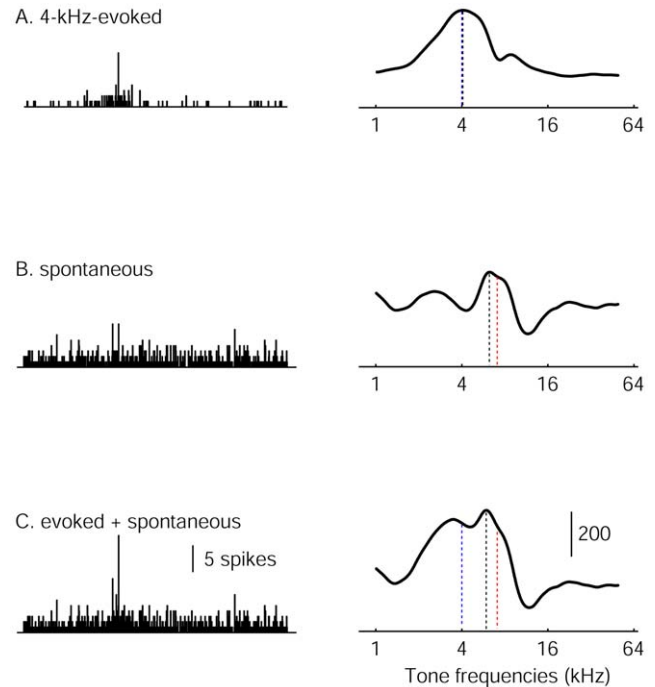 A. 4-kHz-evoked
1 4 16 64
B. spontaneous
1 4 16 64
C. evoked + spontaneous
5 spikes
200
1 4 16 64
Tone frequencies (kHz)